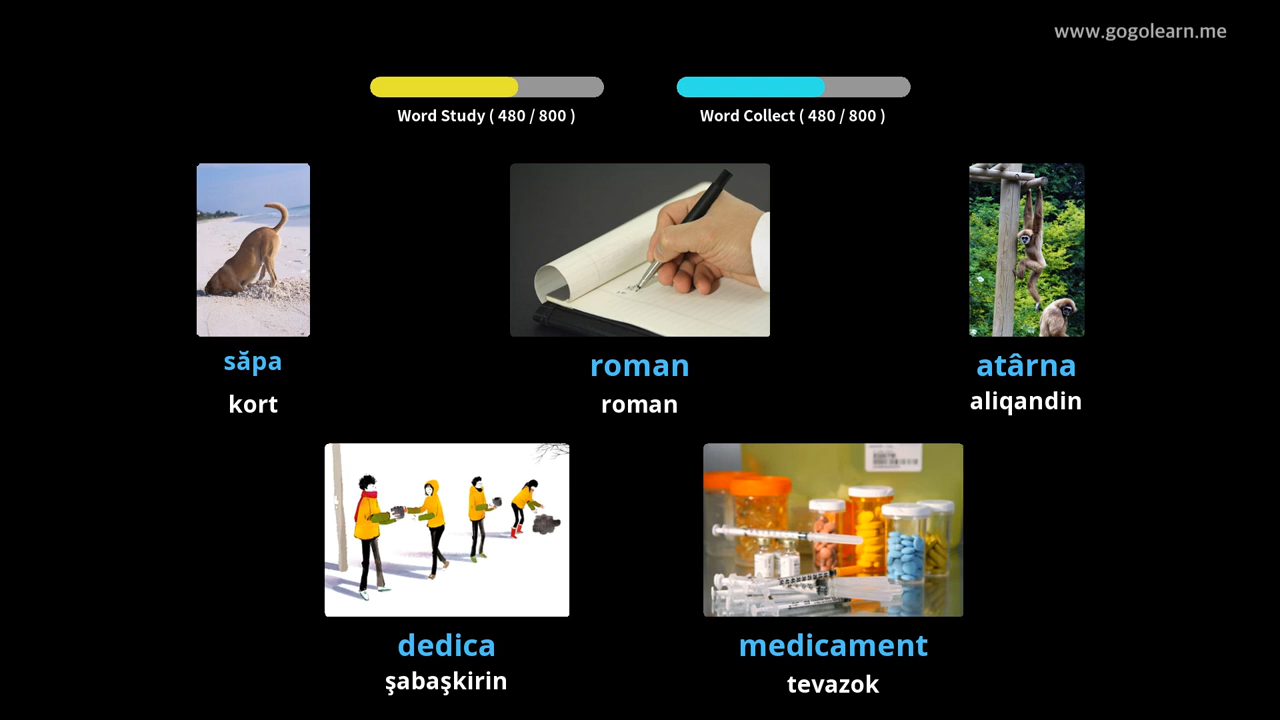 www.gogolearn.me
Word Study ( 480 / 800 )
Word Collect ( 480 / 800 )
săpa
kort
roman
roman
atârna
aliqandin
dedica
şabaşkirin
medicament
tevazok